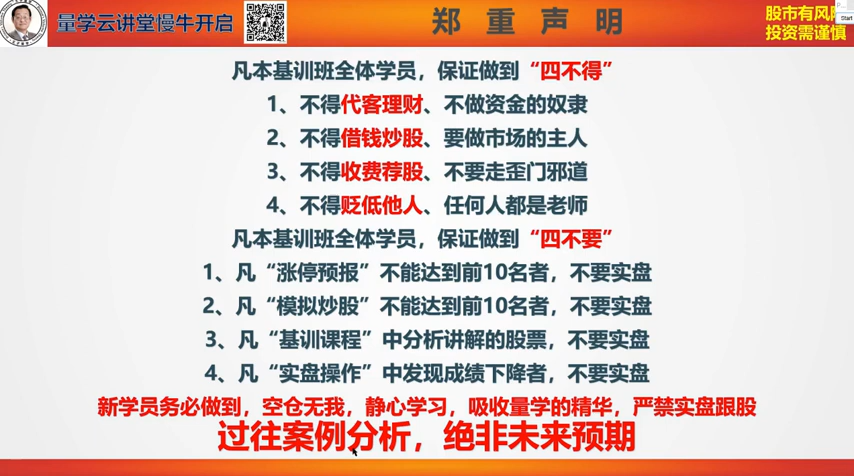 量学云讲堂慢牛开启
郑重声明
股市有风险
投资需谨慎
Start
凡本基训班全体学员，保证做到“四不得”
1、不得代客理财、不做资金的奴隶
2、不得借钱炒股、要做市场的主人
3、不得收费荐股、不要走歪门邪道
4、不得贬低他人、任何人都是老师
凡本基训班全体学员，保证做到“四不要”
1、凡“涨停预报”不能达到前10名者，不要实盘
2、凡“模拟炒股”不能达到前10名者，不要实盘
3、凡“基训课程”中分析讲解的股票，不要实盘
4、凡“实盘操作”中发现成绩下降者，不要实盘
新学员务必做到，空仓无我，静心学习，吸收量学的精华，严禁实盘跟股
过往案例分析，绝非未来预期